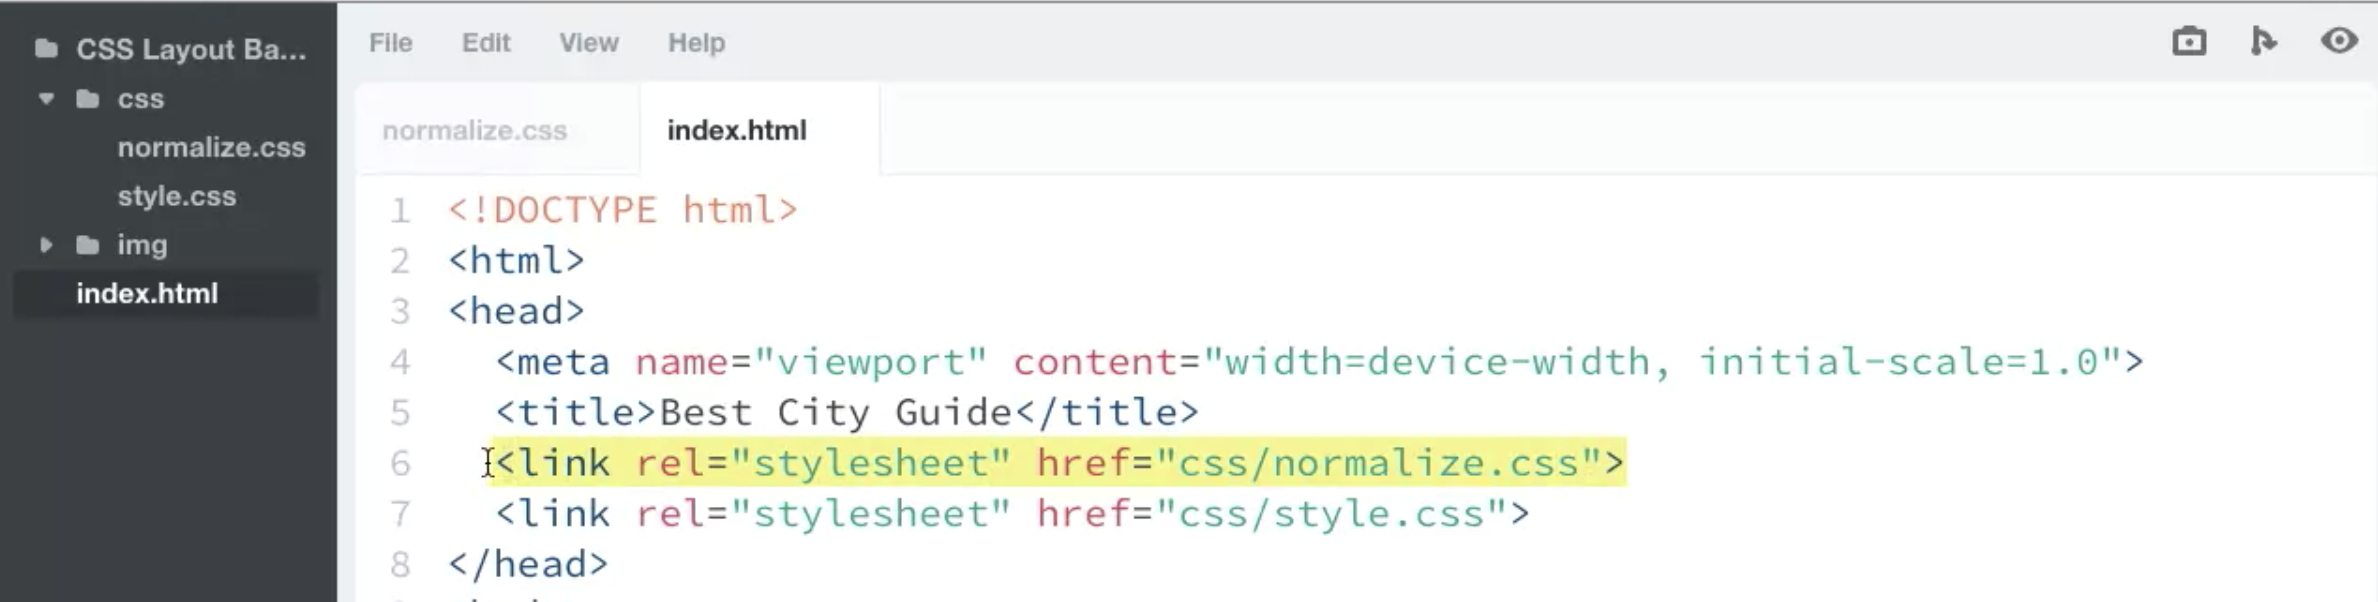 CSS Layout Ba...
css
normalize.css
style.css
img
index.html
File Edit View Help
normalize.css index.html
1 <!DOCTYPE html>
2 <html>
3 <head>
4 <meta name="viewport" content="width=device-width, initial-scale=1.0">
5 <title>Best City Guide</title>
6 <link rel="stylesheet" href="css/normalize.css">
7 <link rel="stylesheet" href="css/style.css">
8 </head>